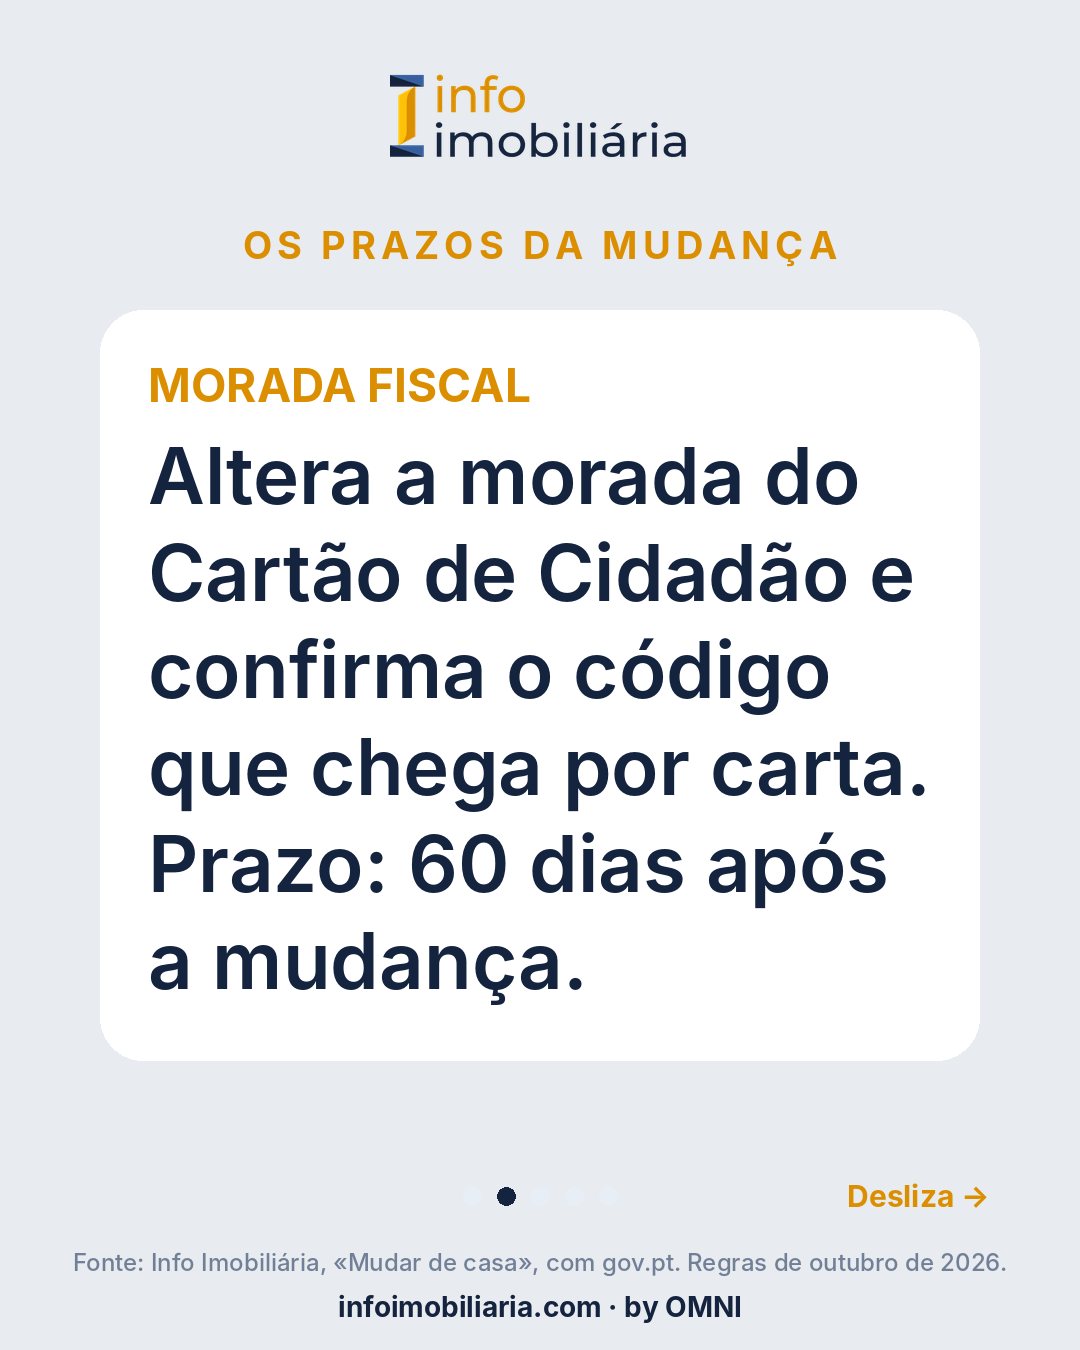 info
imobiliária
OS PRAZOS DA MUDANÇA
MORADA FISCAL
Altera a morada do
Cartão de Cidadão e
confirma o código
que chega por carta.
Prazo: 60 dias após
a mudança.
Desliza →
Fonte: Info Imobiliária, «Mudar de casa», com gov.pt. Regras de outubro de 2026.
infoimobiliaria.com · by OMNI